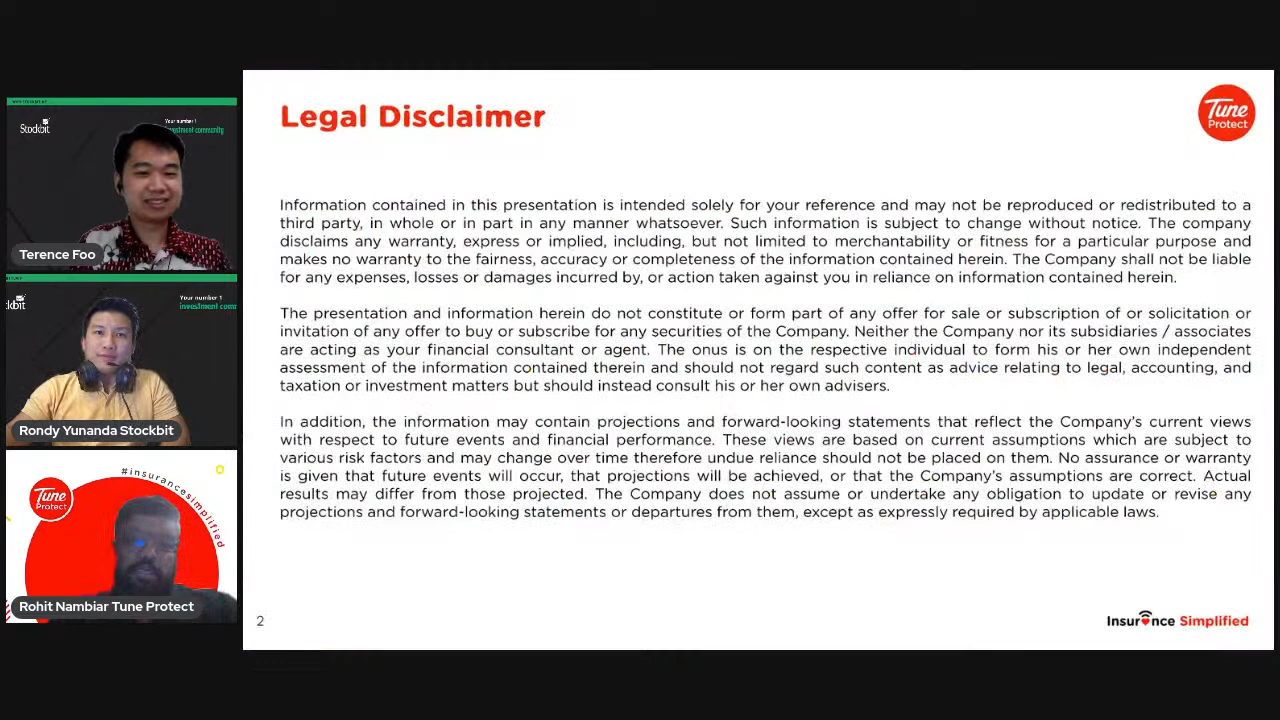 Stockbit
Your number 1
investment community
Terence Foo
ckbit
Your number 1
investment com
Rondy Yunanda Stockbit
#insurancesimplified
Tune
Protect
Rohit Nambiar Tune Protect
Legal Disclaimer
Tune
Protect
Information contained in this presentation is intended solely for your reference and may not be reproduced or redistributed to a
third party, in whole or in part in any manner whatsoever. Such information is subject to change without notice. The company
disclaims any warranty, express or implied, including, but not limited to merchantability or fitness for a particular purpose and
makes no warranty to the fairness, accuracy or completeness of the information contained herein. The Company shall not be liable
for any expenses, losses or damages incurred by, or action taken against you in reliance on information contained herein.
The presentation and information herein do not constitute or form part of any offer for sale or subscription of or solicitation or
invitation of any offer to buy or subscribe for any securities of the Company. Neither the Company nor its subsidiaries / associates
are acting as your financial consultant or agent. The onus is on the respective individual to form his or her own independent
assessment of the information contained therein and should not regard such content as advice relating to legal, accounting, and
taxation or investment matters but should instead consult his or her own advisers.
In addition, the information may contain projections and forward-looking statements that reflect the Company's current views
with respect to future events and financial performance. These views are based on current assumptions which are subject to
various risk factors and may change over time therefore undue reliance should not be placed on them. No assurance or warranty
is given that future events will occur, that projections will be achieved, or that the Company's assumptions are correct. Actual
results may differ from those projected. The Company does not assume or undertake any obligation to update or revise any
projections and forward-looking statements or departures from them, except as expressly required by applicable laws.
2
Insurance Simplified